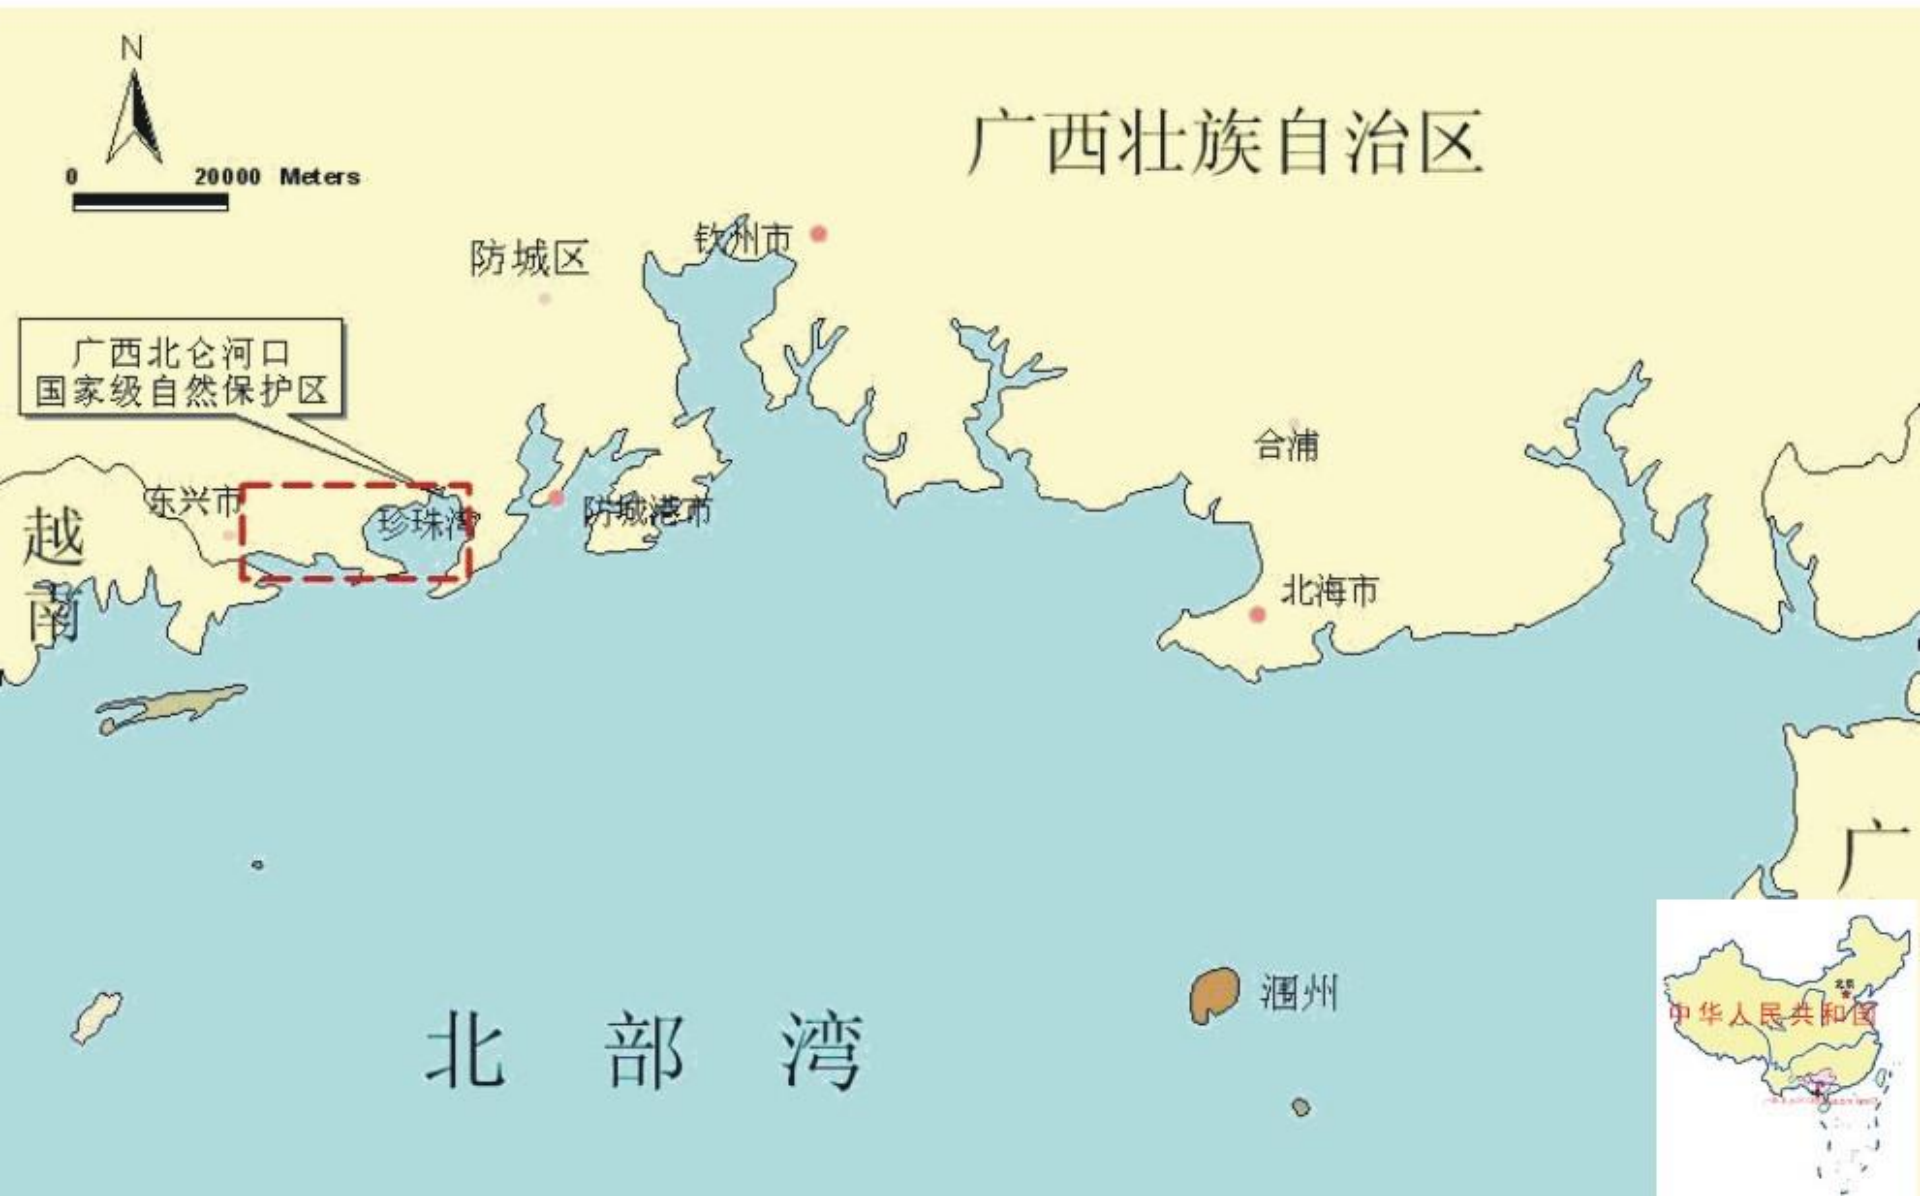 N
0 20000 Meters
广西壮族自治区
钦州市
防城区
广西北仑河口
国家级自然保护区
合浦
东兴市
珍珠湾
防城港市
越南
北海市
广
涠州
北部湾
北京
中华人民共和国